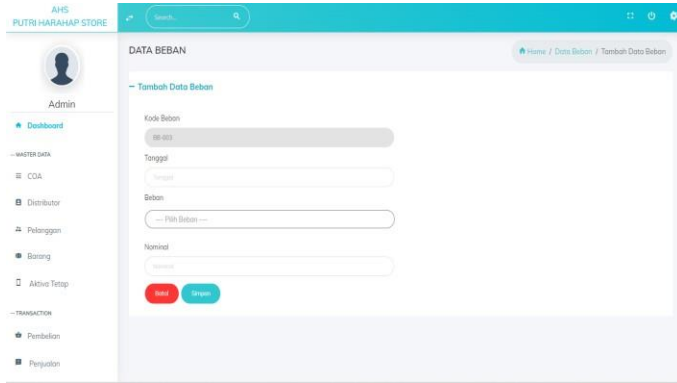 AHS
PUTRI HARAHAP STORE
Search...
DATA BEBAN
Home / Data Beban / Tambah Data Beban
Admin
Tambah Data Beban
Dashboard
Kode Beban
BB-003
-- MASTER DATA
Tanggal
COA
Tanggal
Distributor
Beban
--- Pilih Beban ---
Pelanggan
Nominal
Barang
Nominal
Aktiva Tetap
Batal
Simpan
-- TRANSACTION
Pembelian
Penjualan